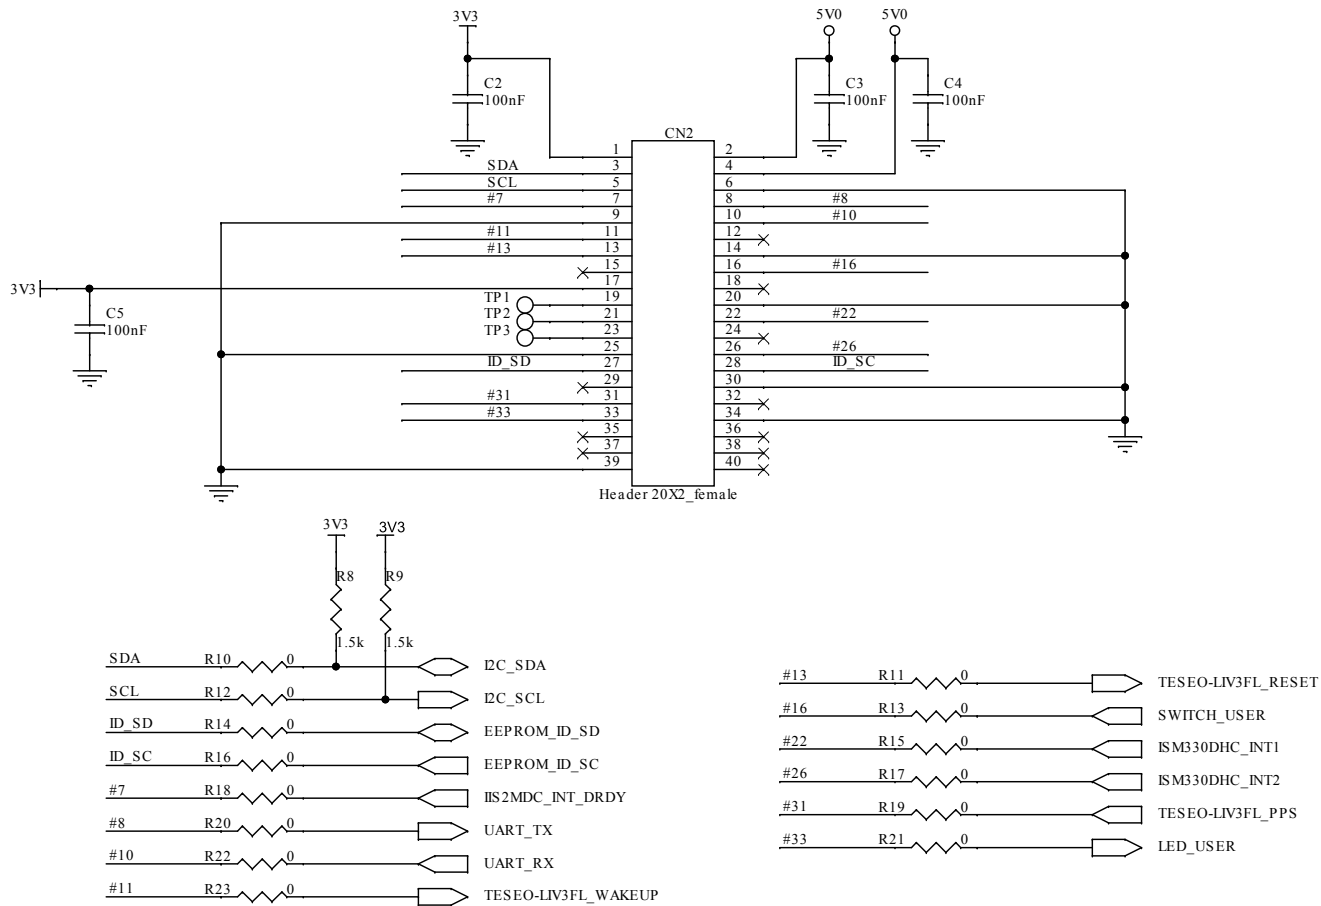 3V3
5V0 5V0
C2
100nF
C3
100nF
C4
100nF
CN2
1 2
SDA 3 4
SCL 5 6
#7 7 8 #8
9 10 #10
#11 11 12
#13 13 14
15 16 #16
3V3 17 18
TP1 19 20
TP2 21 22 #22
TP3 23 24
25 26 #26
ID_SD 27 28 ID_SC
29 30
#31 31 32
#33 33 34
35 36
37 38
39 40
C5
100nF
Header 20X2_female
3V3 3V3
R8 R9
1.5k 1.5k
SDA R10 0 I2C_SDA
SCL R12 0 I2C_SCL
ID_SD R14 0 EEPROM_ID_SD
ID_SC R16 0 EEPROM_ID_SC
#7 R18 0 IIS2MDC_INT_DRDY
#8 R20 0 UART_TX
#10 R22 0 UART_RX
#11 R23 0 TESEO-LIV3FL_WAKEUP
#13 R11 0 TESEO-LIV3FL_RESET
#16 R13 0 SWITCH_USER
#22 R15 0 ISM330DHC_INT1
#26 R17 0 ISM330DHC_INT2
#31 R19 0 TESEO-LIV3FL_PPS
#33 R21 0 LED_USER